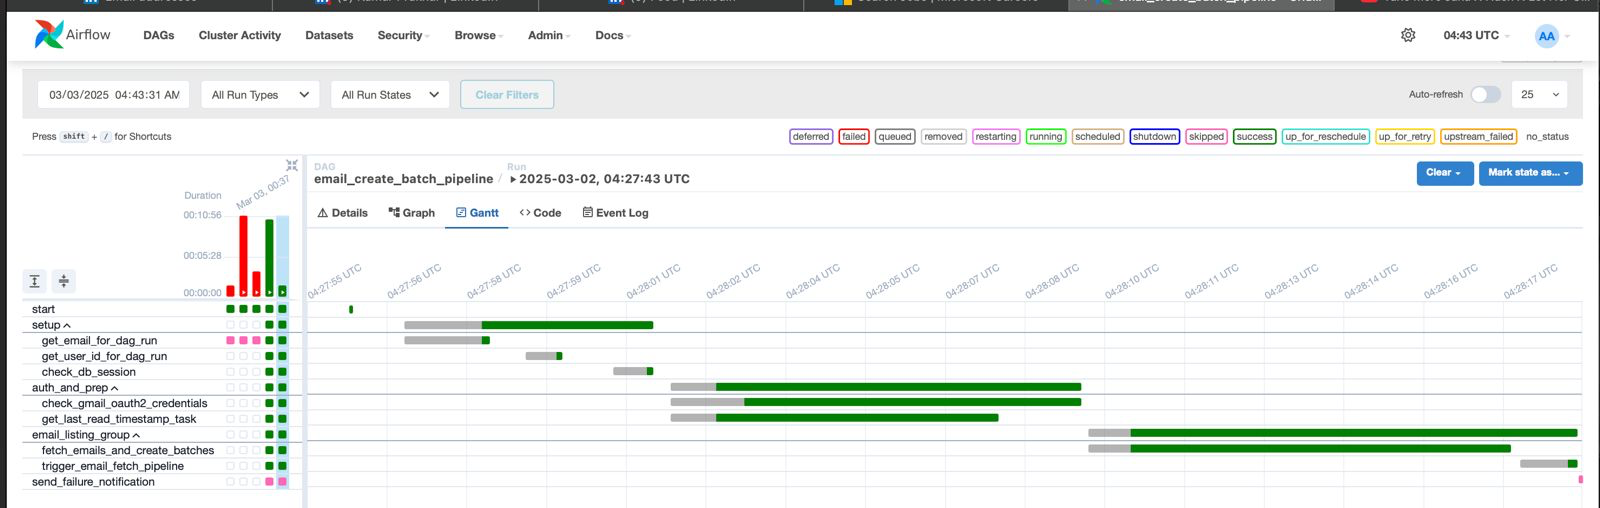 Airflow DAGs Cluster Activity Datasets Security Browse Admin Docs 04:43 UTC AA
03/03/2025 04:43:31 AM All Run Types All Run States Clear Filters Auto-refresh 25
Press shift + / for Shortcuts deferred failed queued removed restarting running scheduled shutdown skipped success up_for_reschedule up_for_retry upstream_failed no_status
DAG Run
email_create_batch_pipeline / 2025-03-02, 04:27:43 UTC Clear Mark state as...
Details Graph Gantt Code Event Log
Duration Mar 03, 00:37
00:10:56
00:05:28
00:00:00
04:27:55 UTC 04:27:56 UTC 04:27:58 UTC 04:27:59 UTC 04:28:01 UTC 04:28:02 UTC 04:28:04 UTC 04:28:05 UTC 04:28:07 UTC 04:28:08 UTC 04:28:10 UTC 04:28:11 UTC 04:28:13 UTC 04:28:14 UTC 04:28:16 UTC 04:28:17 UTC
start
setup
get_email_for_dag_run
get_user_id_for_dag_run
check_db_session
auth_and_prep
check_gmail_oauth2_credentials
get_last_read_timestamp_task
email_listing_group
fetch_emails_and_create_batches
trigger_email_fetch_pipeline
send_failure_notification